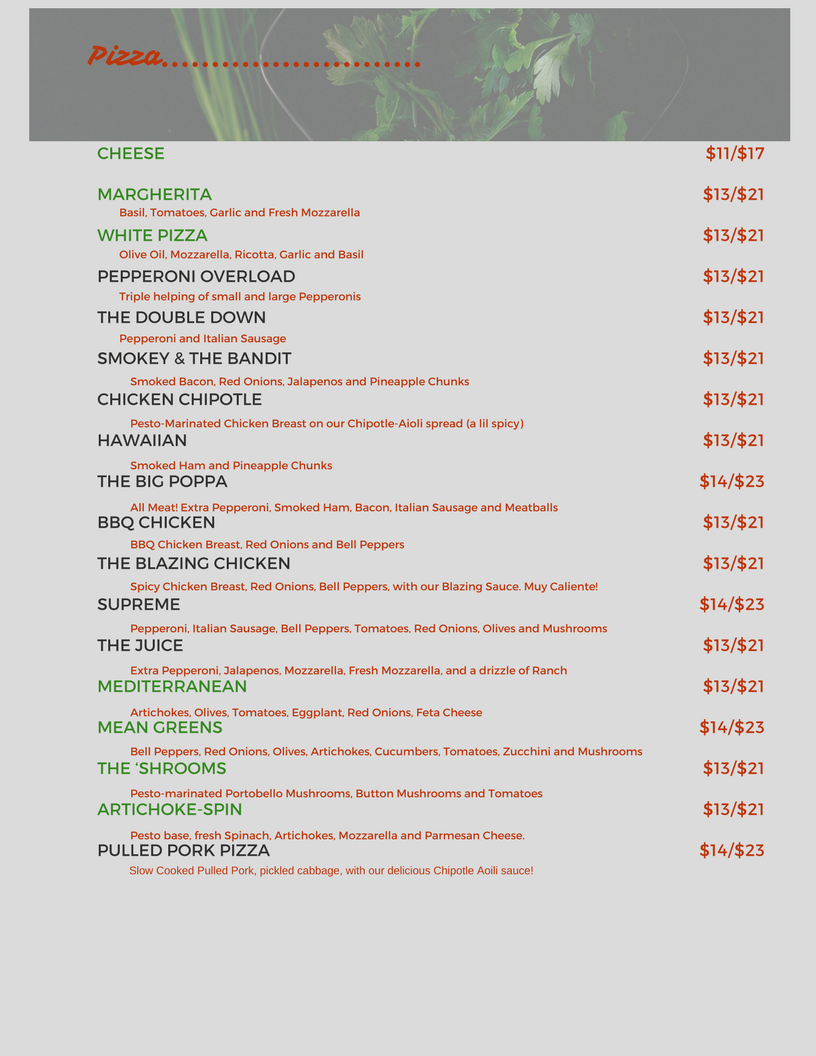 Pizza..........................
CHEESE $11/$17
MARGHERITA $13/$21
Basil, Tomatoes, Garlic and Fresh Mozzarella
WHITE PIZZA $13/$21
Olive Oil, Mozzarella, Ricotta, Garlic and Basil
PEPPERONI OVERLOAD $13/$21
Triple helping of small and large Pepperonis
THE DOUBLE DOWN $13/$21
Pepperoni and Italian Sausage
SMOKEY & THE BANDIT $13/$21
Smoked Bacon, Red Onions, Jalapenos and Pineapple Chunks
CHICKEN CHIPOTLE $13/$21
Pesto-Marinated Chicken Breast on our Chipotle-Aioli spread (a lil spicy)
HAWAIIAN $13/$21
Smoked Ham and Pineapple Chunks
THE BIG POPPA $14/$23
All Meat! Extra Pepperoni, Smoked Ham, Bacon, Italian Sausage and Meatballs
BBQ CHICKEN $13/$21
BBQ Chicken Breast, Red Onions and Bell Peppers
THE BLAZING CHICKEN $13/$21
Spicy Chicken Breast, Red Onions, Bell Peppers, with our Blazing Sauce. Muy Caliente!
SUPREME $14/$23
Pepperoni, Italian Sausage, Bell Peppers, Tomatoes, Red Onions, Olives and Mushrooms
THE JUICE $13/$21
Extra Pepperoni, Jalapenos, Mozzarella, Fresh Mozzarella, and a drizzle of Ranch
MEDITERRANEAN $13/$21
Artichokes, Olives, Tomatoes, Eggplant, Red Onions, Feta Cheese
MEAN GREENS $14/$23
Bell Peppers, Red Onions, Olives, Artichokes, Cucumbers, Tomatoes, Zucchini and Mushrooms
THE ‘SHROOMS $13/$21
Pesto-marinated Portobello Mushrooms, Button Mushrooms and Tomatoes
ARTICHOKE-SPIN $13/$21
Pesto base, fresh Spinach, Artichokes, Mozzarella and Parmesan Cheese.
PULLED PORK PIZZA $14/$23
Slow Cooked Pulled Pork, pickled cabbage, with our delicious Chipotle Aoili sauce!